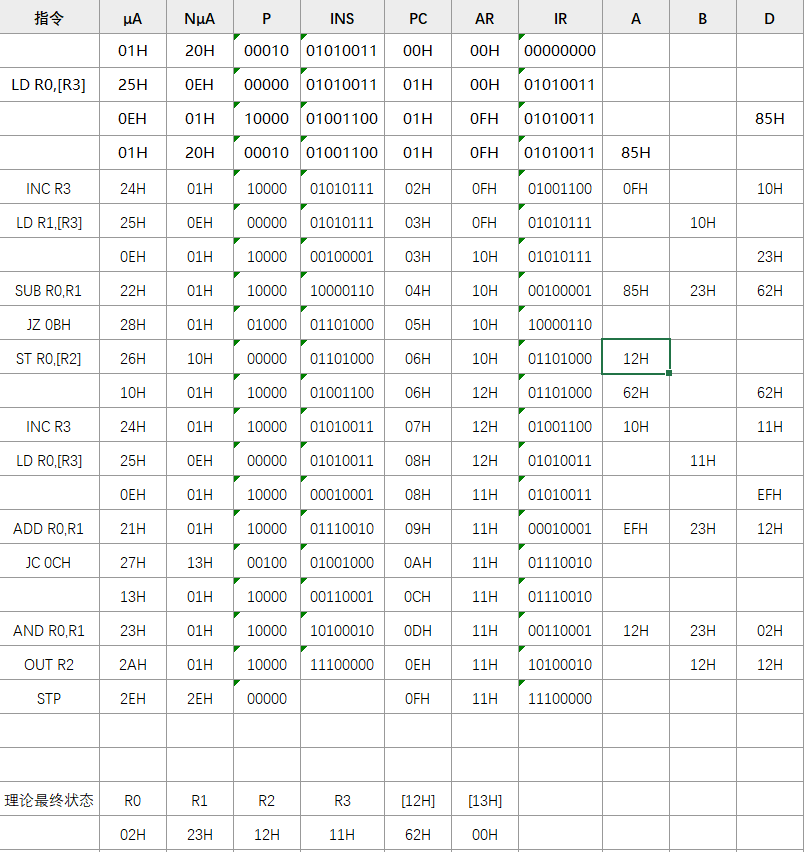 指令 μA NμA P INS PC AR IR A B D
01H 20H 00010 01010011 00H 00H 00000000
LD R0,[R3] 25H 0EH 00000 01010011 01H 00H 01010011
0EH 01H 10000 01001100 01H 0FH 01010011 85H
01H 20H 00010 01001100 01H 0FH 01010011 85H
INC R3 24H 01H 10000 01010111 02H 0FH 01001100 0FH 10H
LD R1,[R3] 25H 0EH 00000 01010111 03H 0FH 01010111 10H
0EH 01H 10000 00100001 03H 10H 01010111 23H
SUB R0,R1 22H 01H 10000 10000110 04H 10H 00100001 85H 23H 62H
JZ 0BH 28H 01H 01000 01101000 05H 10H 10000110
ST R0,[R2] 26H 10H 00000 01101000 06H 10H 01101000 12H
10H 01H 10000 01001100 06H 12H 01101000 62H 62H
INC R3 24H 01H 10000 01010011 07H 12H 01001100 10H 11H
LD R0,[R3] 25H 0EH 00000 01010011 08H 12H 01010011 11H
0EH 01H 10000 00010001 08H 11H 01010011 EFH
ADD R0,R1 21H 01H 10000 01110010 09H 11H 00010001 EFH 23H 12H
JC 0CH 27H 13H 00100 01001000 0AH 11H 01110010
13H 01H 10000 00110001 0CH 11H 01110010
AND R0,R1 23H 01H 10000 10100010 0DH 11H 00110001 12H 23H 02H
OUT R2 2AH 01H 10000 11100000 0EH 11H 10100010 12H 12H
STP 2EH 2EH 00000 0FH 11H 11100000
理论最终状态 R0 R1 R2 R3 [12H] [13H]
02H 23H 12H 11H 62H 00H